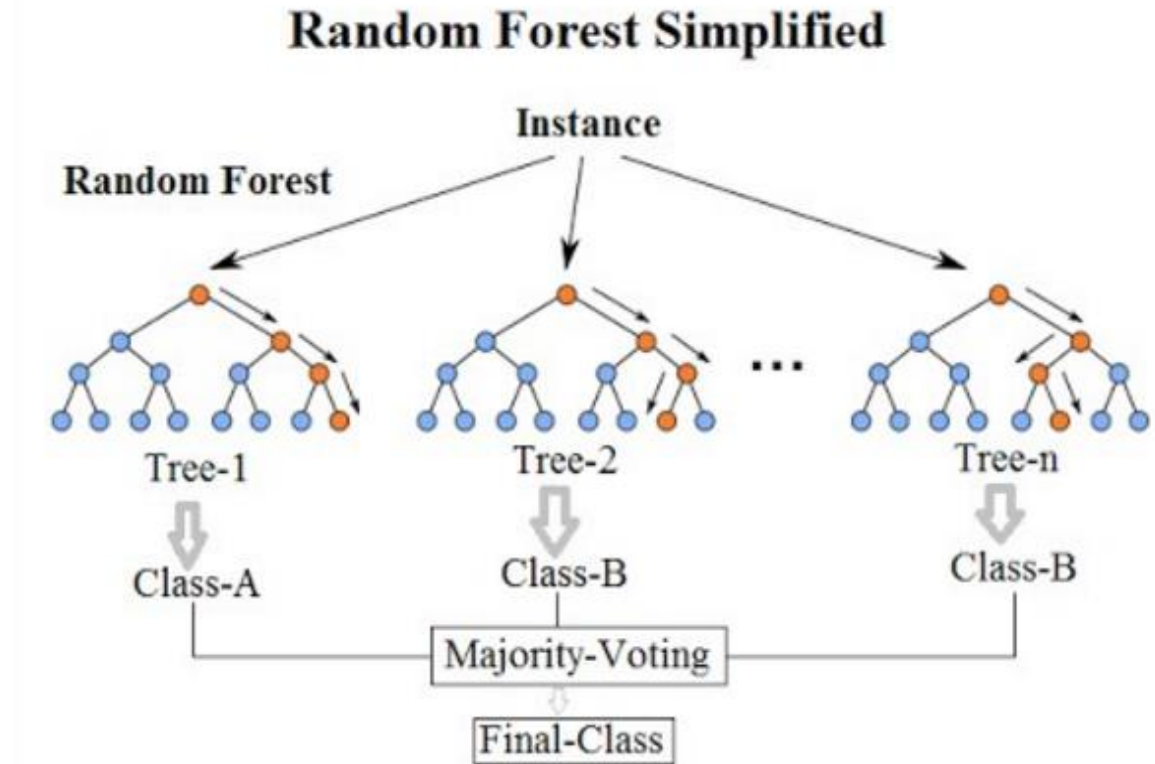 Random Forest Simplified
Instance
Random Forest
...
Tree-1 Tree-2 Tree-n
Class-A Class-B Class-B
Majority-Voting
Final-Class